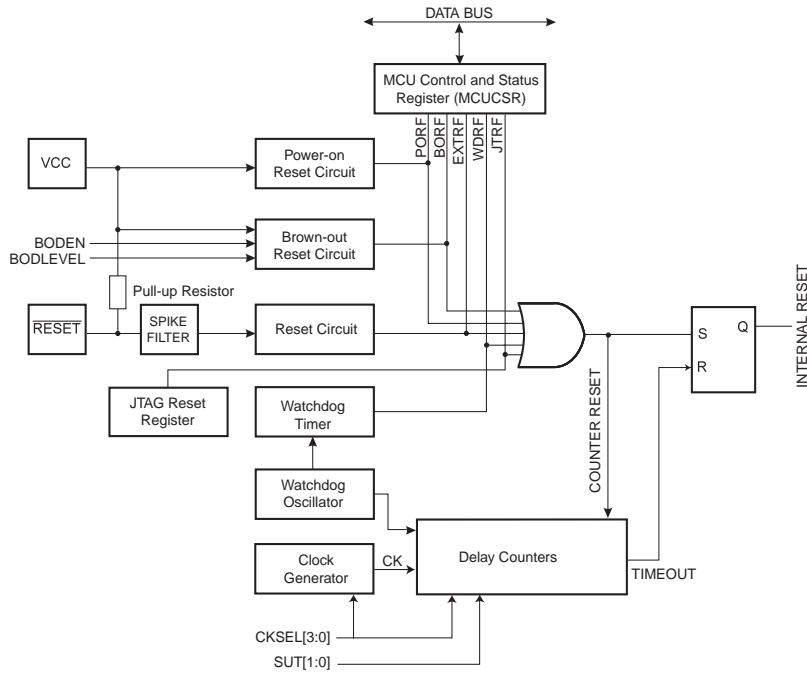 DATA BUS
MCU Control and Status
Register (MCUCSR)
PORF
BORF
EXTRF
WDRF
JTRF
VCC
Power-on
Reset Circuit
BODEN
BODLEVEL
Brown-out
Reset Circuit
Pull-up Resistor
RESET
SPIKE
FILTER
Reset Circuit
S
Q
R
INTERNAL RESET
JTAG Reset
Register
Watchdog
Timer
COUNTER RESET
Watchdog
Oscillator
Clock
Generator
CK
Delay Counters
TIMEOUT
CKSEL[3:0]
SUT[1:0]